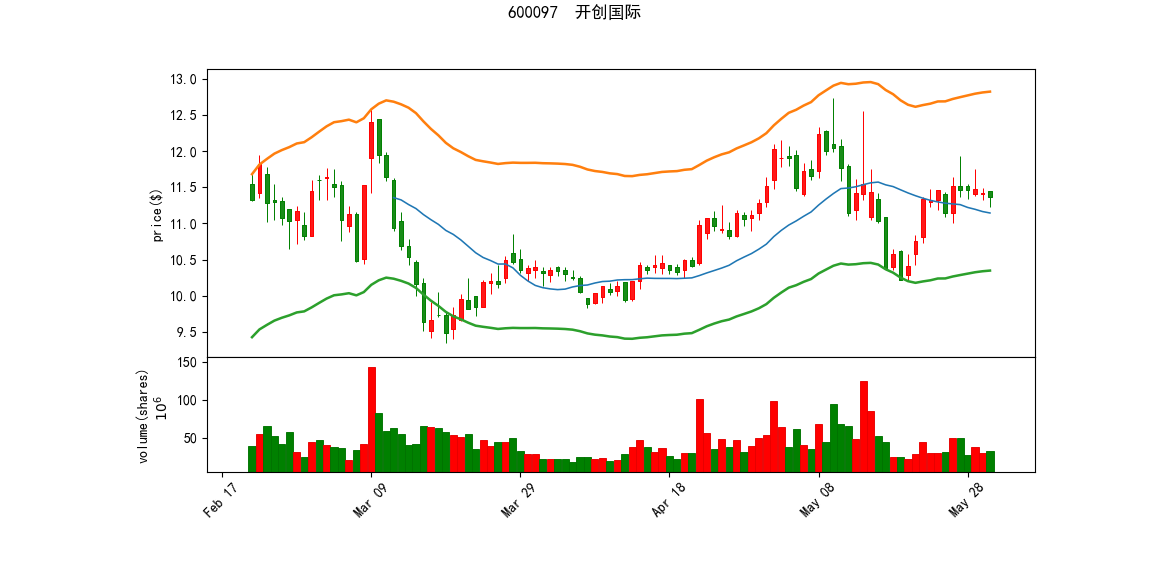 600097  开创国际
price($)
13.0
12.5
12.0
11.5
11.0
10.5
10.0
9.5
volume(shares)
10^6
150
100
50
Feb 17
Mar 09
Mar 29
Apr 18
May 08
May 28